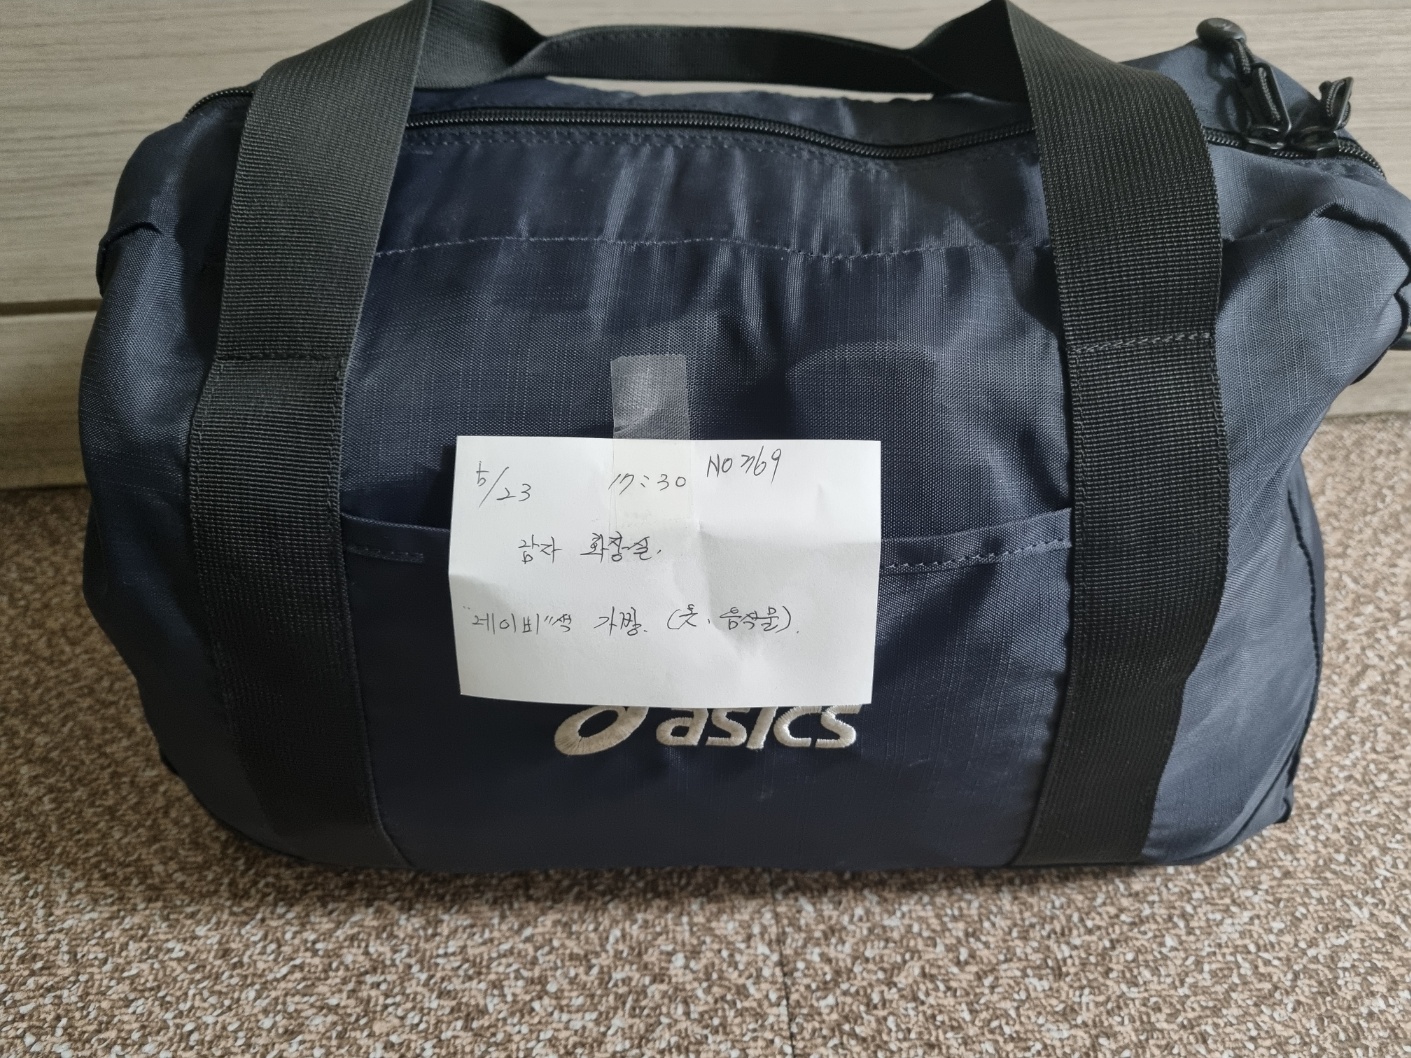 5/23 17:30 NO 769
남자 화장실.
"네이비"색 가방. (옷, 음식물).
asics